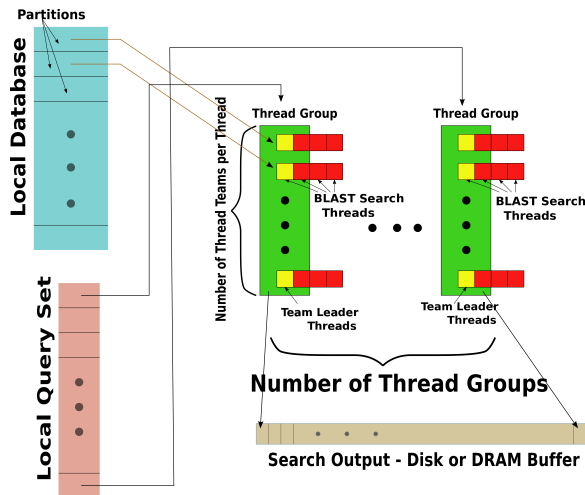 Partitions
Local Database
Number of Thread Teams per Thread
Thread Group
Thread Group
BLAST Search
Threads
BLAST Search
Threads
Team Leader
Threads
Team Leader
Threads
Local Query Set
Number of Thread Groups
Search Output - Disk or DRAM Buffer